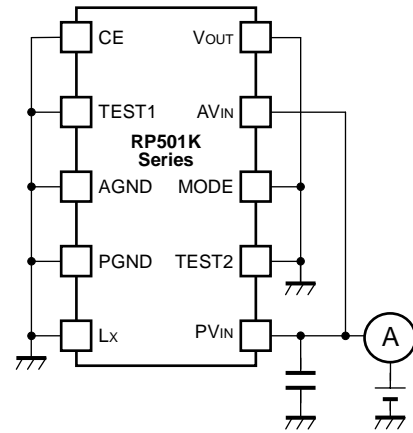 CE
TEST1
AGND
PGND
LX
RP501K
Series
VOUT
AVIN
MODE
TEST2
PVIN
A